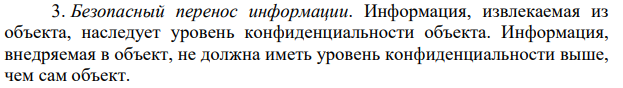 3. Безопасный перенос информации. Информация, извлекаемая из
объекта, наследует уровень конфиденциальности объекта. Информация,
внедряемая в объект, не должна иметь уровень конфиденциальности выше,
чем сам объект.